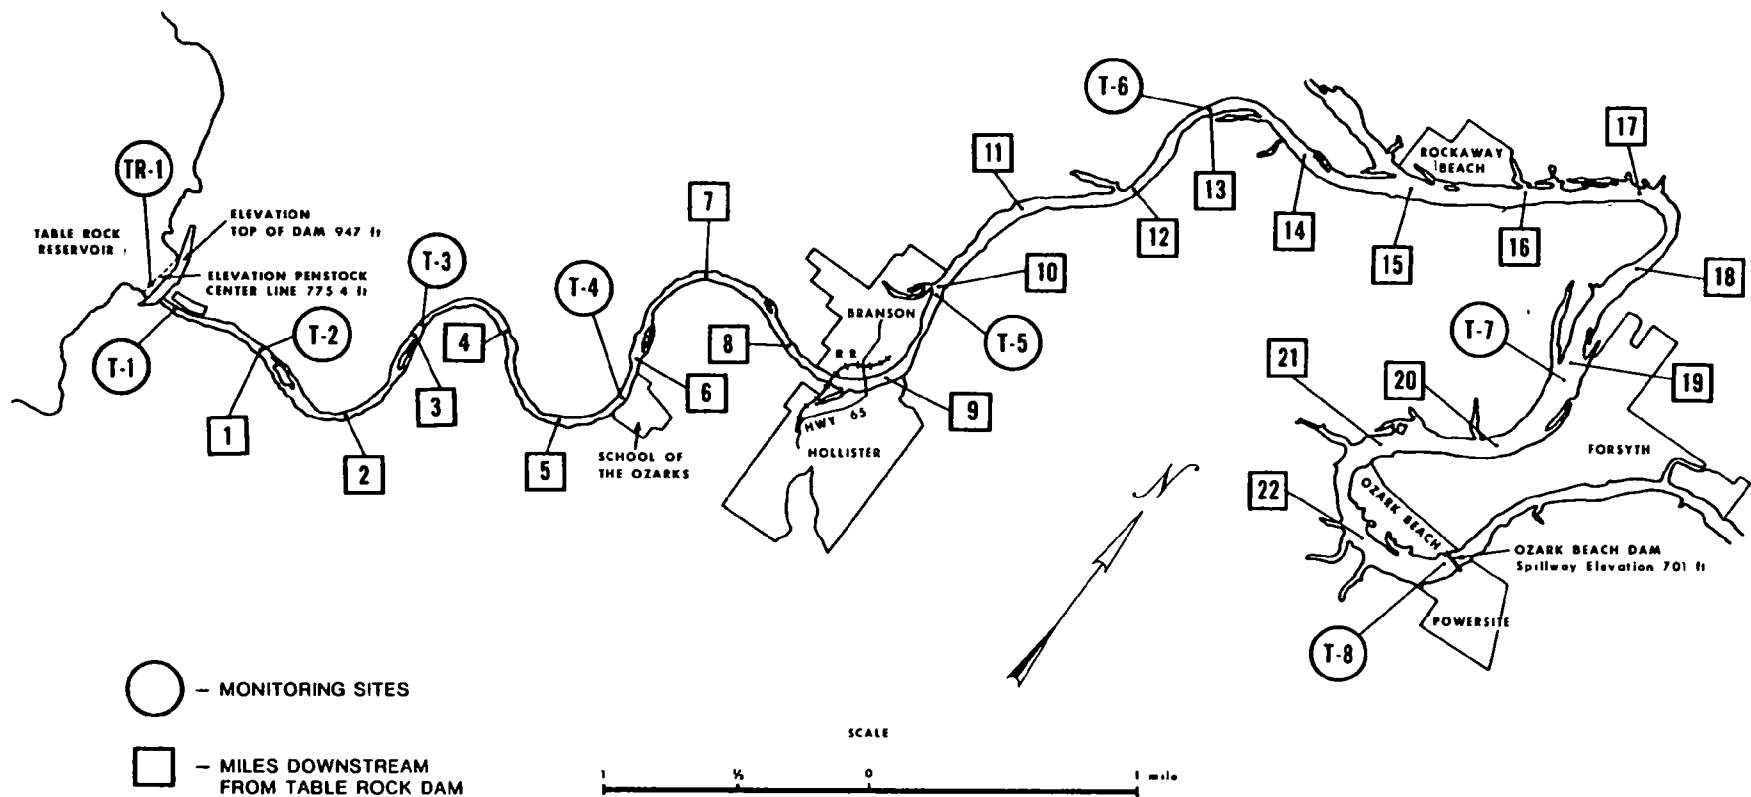 T-6
17
11
ROCKAWAY
BEACH
TR-1
7
13
ELEVATION
TOP OF DAM 947 ft
TABLE ROCK
RESERVOIR
12
14
16
15
T-3
10
18
ELEVATION PENSTOCK
CENTER LINE 775 4 ft
T-4
BRANSON
T-7
T-2
4
8
T-5
21
T-1
R R
6
20
19
3
9
1
HWY 65
2
5
SCHOOL OF
THE OZARKS
HOLLISTER
FORSYTH
N
22
OZARK BEACH
OZARK BEACH DAM
Spillway Elevation 701 ft
POWERSITE
T-8
– MONITORING SITES
SCALE
– MILES DOWNSTREAM
FROM TABLE ROCK DAM
1 ½ 0 1 mile